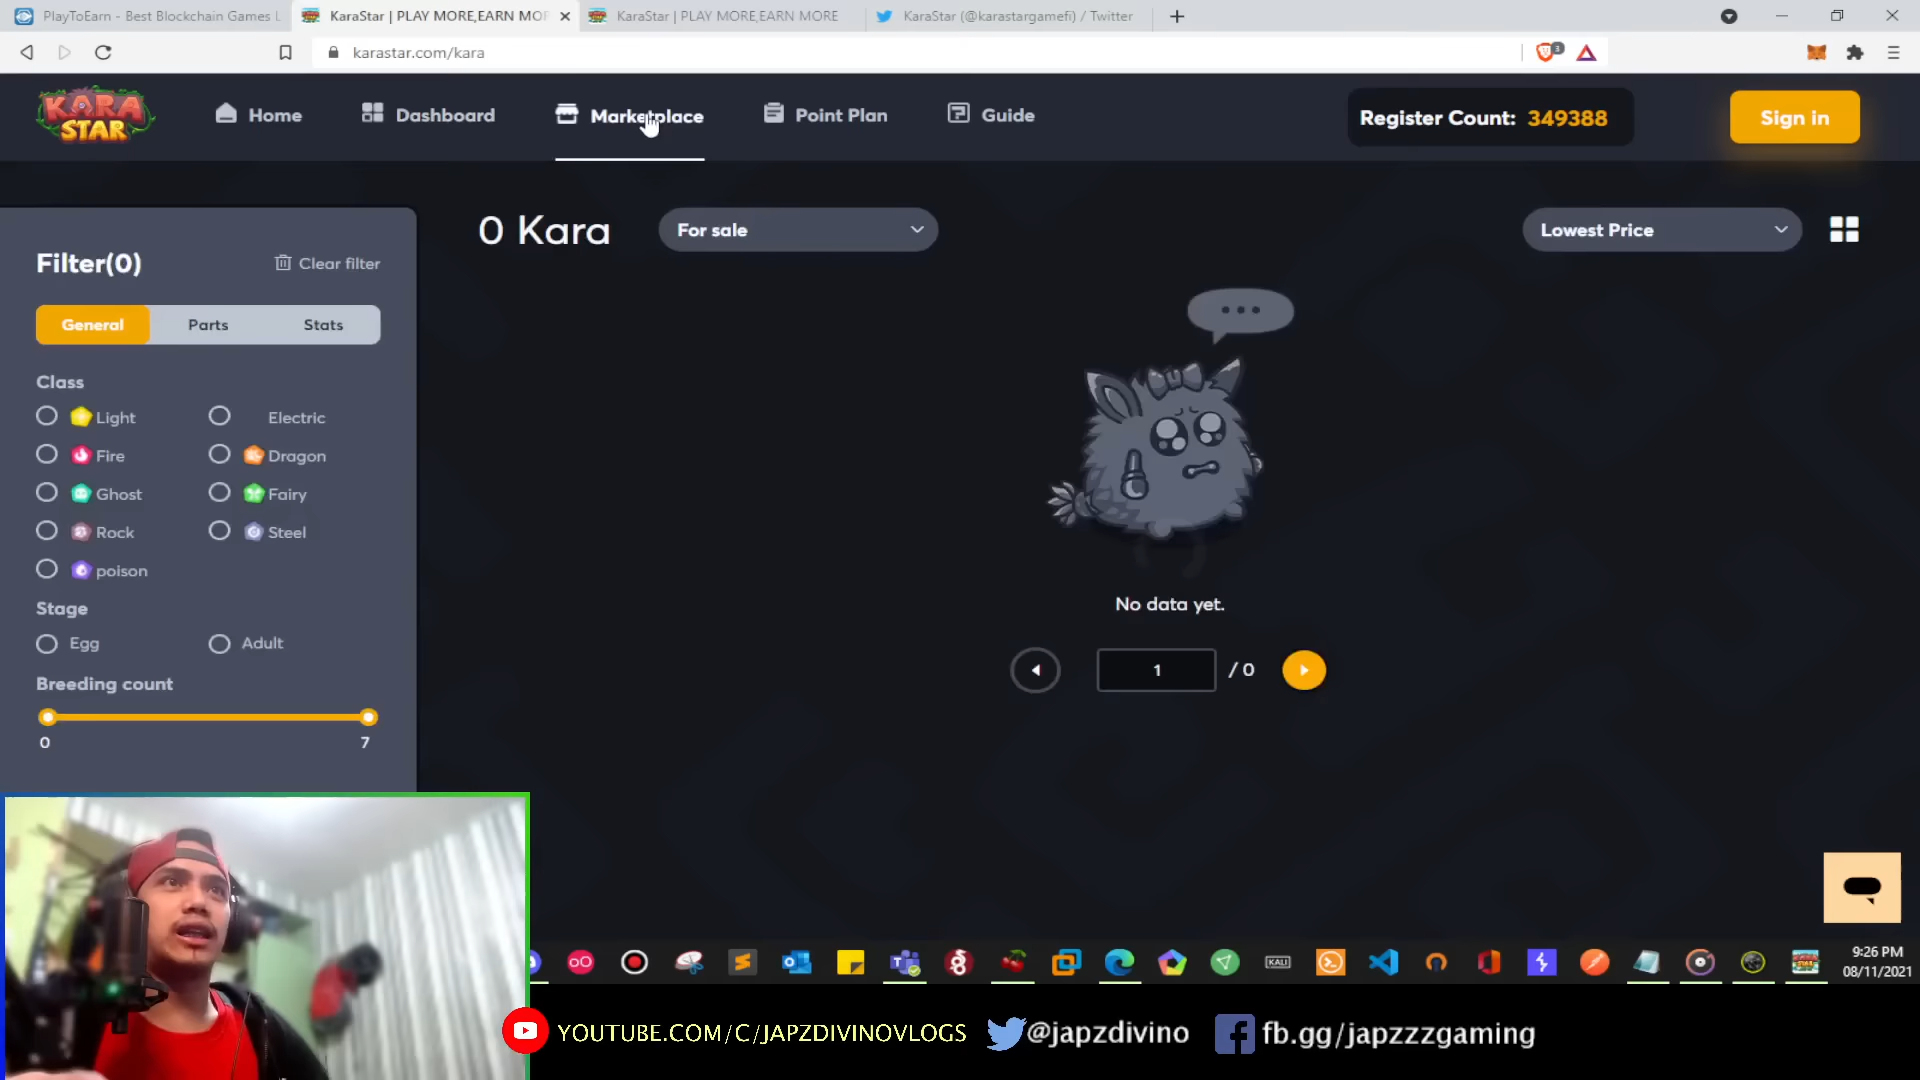 PlayToEarn - Best Blockchain Games L
KaraStar | PLAY MORE,EARN MOR
KaraStar | PLAY MORE,EARN MORE
KaraStar (@karastargamefi) / Twitter
karastar.com/kara
3
KARA STAR
Home
Dashboard
Marketplace
Point Plan
Guide
Register Count: 349388
Sign in
0 Kara
For sale
Lowest Price
Filter(0)
Clear filter
General
Parts
Stats
Class
Light
Electric
Fire
Dragon
Ghost
Fairy
Rock
Steel
poison
Stage
Egg
Adult
Breeding count
0
7
No data yet.
1
/ 0
KALI
9:26 PM
08/11/2021
YOUTUBE.COM/C/JAPZDIVINOVLOGS
@japzdivino
fb.gg/japzzzgaming